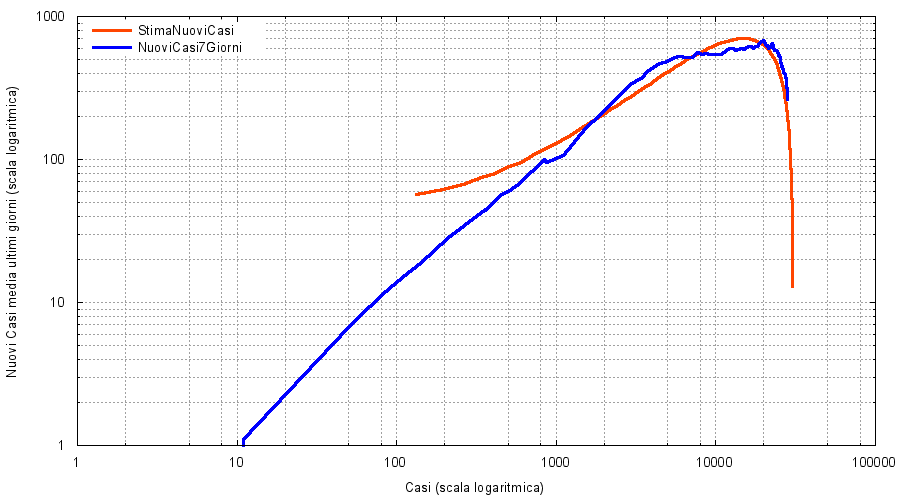 1000
StimaNuoviCasi
NuoviCasi7Giorni
100
10
1
1 10 100 1000 10000 100000
Nuovi Casi media ultimi giorni (scala logaritmica)
Casi (scala logaritmica)